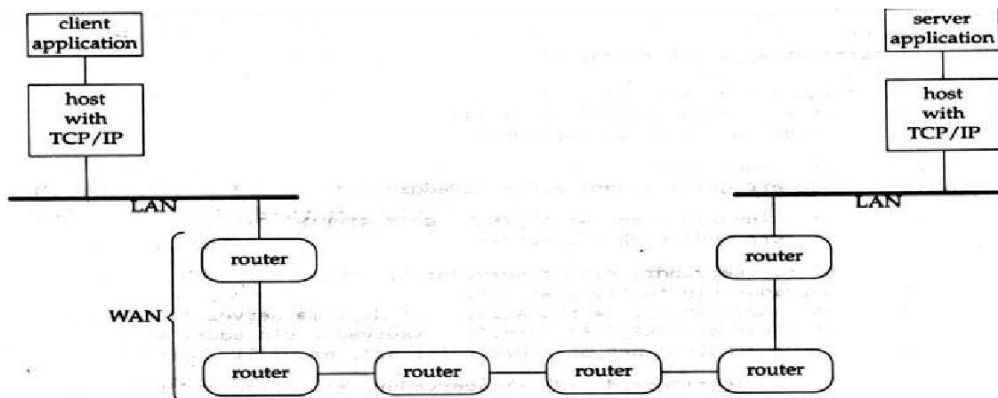 client
application
server
application
host
with
TCP/IP
host
with
TCP/IP
LAN
LAN
router
router
WAN
router
router
router
router